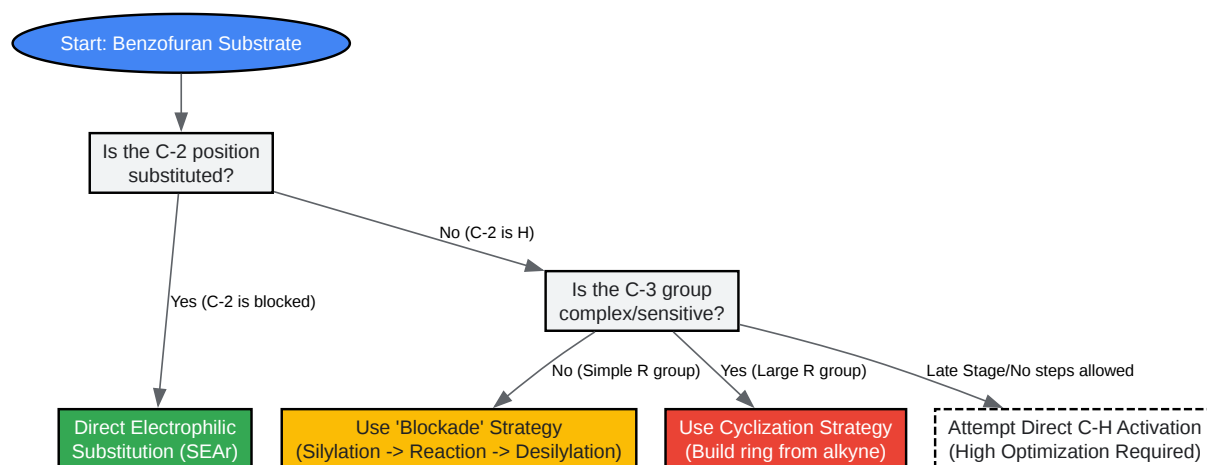 Start: Benzofuran Substrate
Is the C-2 position
substituted?
No (C-2 is H)
Yes (C-2 is blocked)
Is the C-3 group
complex/sensitive?
No (Simple R group)
Yes (Large R group)
Late Stage/No steps allowed
Direct Electrophilic
Substitution (SEAr)
Use 'Blockade' Strategy
(Silylation -> Reaction -> Desilylation)
Use Cyclization Strategy
(Build ring from alkyne)
Attempt Direct C-H Activation
(High Optimization Required)